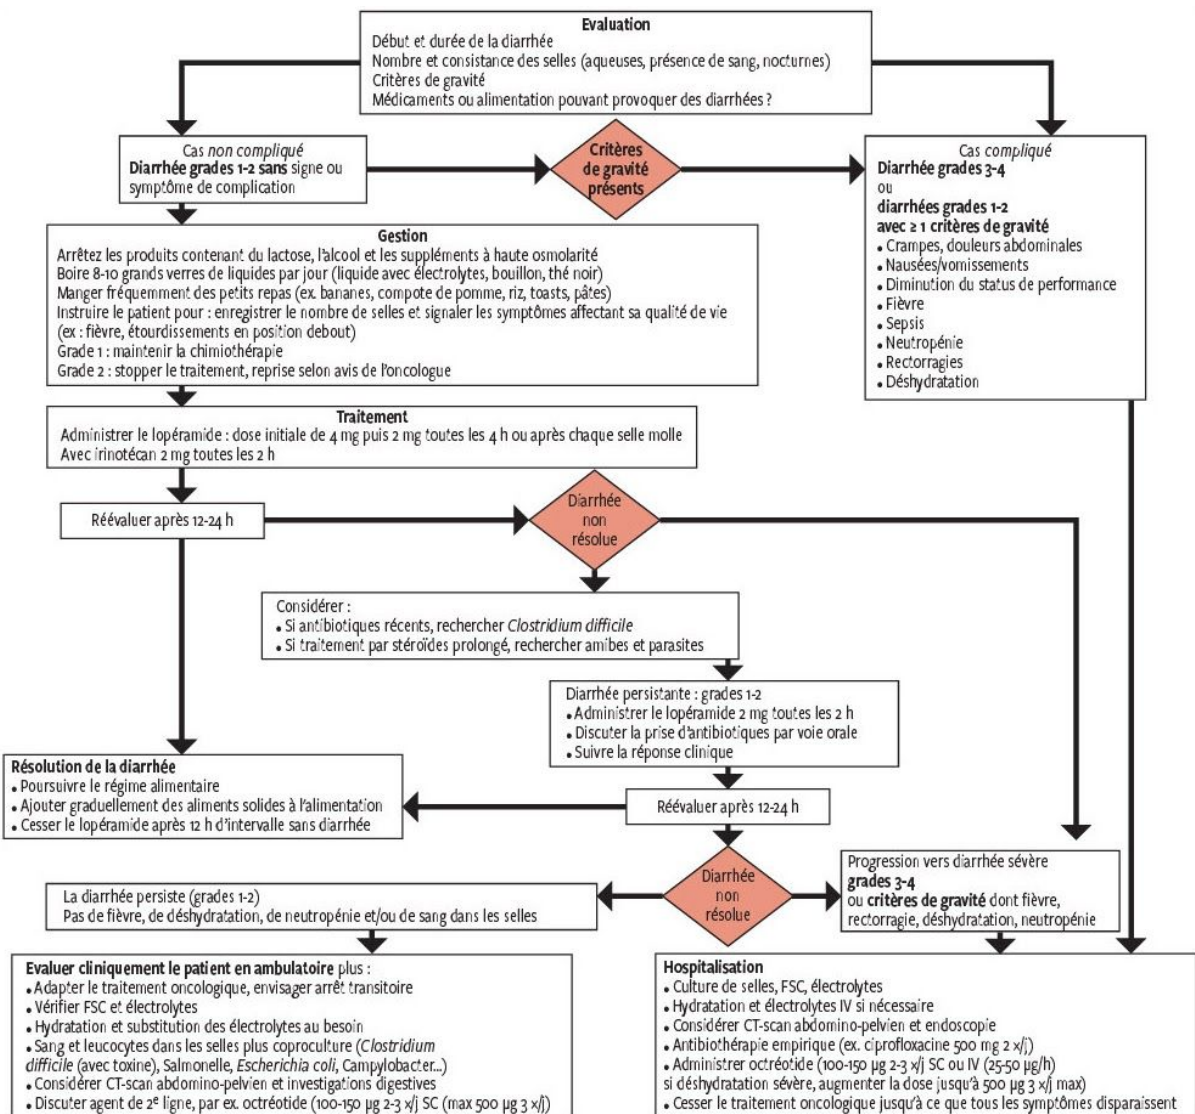 Evaluation
Début et durée de la diarrhée
Nombre et consistance des selles (aqueuses, présence de sang, nocturnes)
Critères de gravité
Médicaments ou alimentation pouvant provoquer des diarrhées ?
Cas non compliqué
Diarrhée grades 1-2 sans signe ou
symptôme de complication
Critères
de gravité
présents
Cas compliqué
Diarrhée grades 3-4
ou
diarrhées grades 1-2
avec ≥ 1 critères de gravité
• Crampes, douleurs abdominales
• Nausées/vomissements
• Diminution du status de performance
• Fièvre
• Sepsis
• Neutropénie
• Rectorragies
• Déshydratation
Gestion
Arrêtez les produits contenant du lactose, l'alcool et les suppléments à haute osmolarité
Boire 8-10 grands verres de liquides par jour (liquide avec électrolytes, bouillon, thé noir)
Manger fréquemment des petits repas (ex. bananes, compote de pomme, riz, toasts, pâtes)
Instruire le patient pour : enregistrer le nombre de selles et signaler les symptômes affectant sa qualité de vie
(ex : fièvre, étourdissements en position debout)
Grade 1 : maintenir la chimiothérapie
Grade 2 : stopper le traitement, reprise selon avis de l'oncologue
Traitement
Administrer le lopéramide : dose initiale de 4 mg puis 2 mg toutes les 4 h ou après chaque selle molle
Avec irinotécan 2 mg toutes les 2 h
Réévaluer après 12-24 h
Diarrhée
non
résolue
Considérer :
• Si antibiotiques récents, rechercher Clostridium difficile
• Si traitement par stéroïdes prolongé, rechercher amibes et parasites
Diarrhée persistante : grades 1-2
• Administrer le lopéramide 2 mg toutes les 2 h
• Discuter la prise d'antibiotiques par voie orale
• Suivre la réponse clinique
Résolution de la diarrhée
• Poursuivre le régime alimentaire
• Ajouter graduellement des aliments solides à l'alimentation
• Cesser le lopéramide après 12 h d'intervalle sans diarrhée
Réévaluer après 12-24 h
Diarrhée
non
résolue
La diarrhée persiste (grades 1-2)
Pas de fièvre, de déshydratation, de neutropénie et/ou de sang dans les selles
Progression vers diarrhée sévère
grades 3-4
ou critères de gravité dont fièvre,
rectorragie, déshydratation, neutropénie
Evaluer cliniquement le patient en ambulatoire plus :
• Adapter le traitement oncologique, envisager arrêt transitoire
• Vérifier FSC et électrolytes
• Hydratation et substitution des électrolytes au besoin
• Sang et leucocytes dans les selles plus coproculture (Clostridium
difficile (avec toxine), Salmonelle, Escherichia coli, Campylobacter...)
• Considérer CT-scan abdomino-pelvien et investigations digestives
• Discuter agent de 2e ligne, par ex. octréotide (100-150 µg 2-3 x/j SC (max 500 µg 3 x/j)
Hospitalisation
• Culture de selles, FSC, électrolytes
• Hydratation et électrolytes IV si nécessaire
• Considérer CT-scan abdomino-pelvien et endoscopie
• Antibiothérapie empirique (ex. ciprofloxacine 500 mg 2 x/j)
• Administrer octréotide (100-150 µg 2-3 x/j SC ou IV (25-50 µg/h)
si déshydratation sévère, augmenter la dose jusqu'à 500 µg 3 x/j max)
• Cesser le traitement oncologique jusqu'à ce que tous les symptômes disparaissent